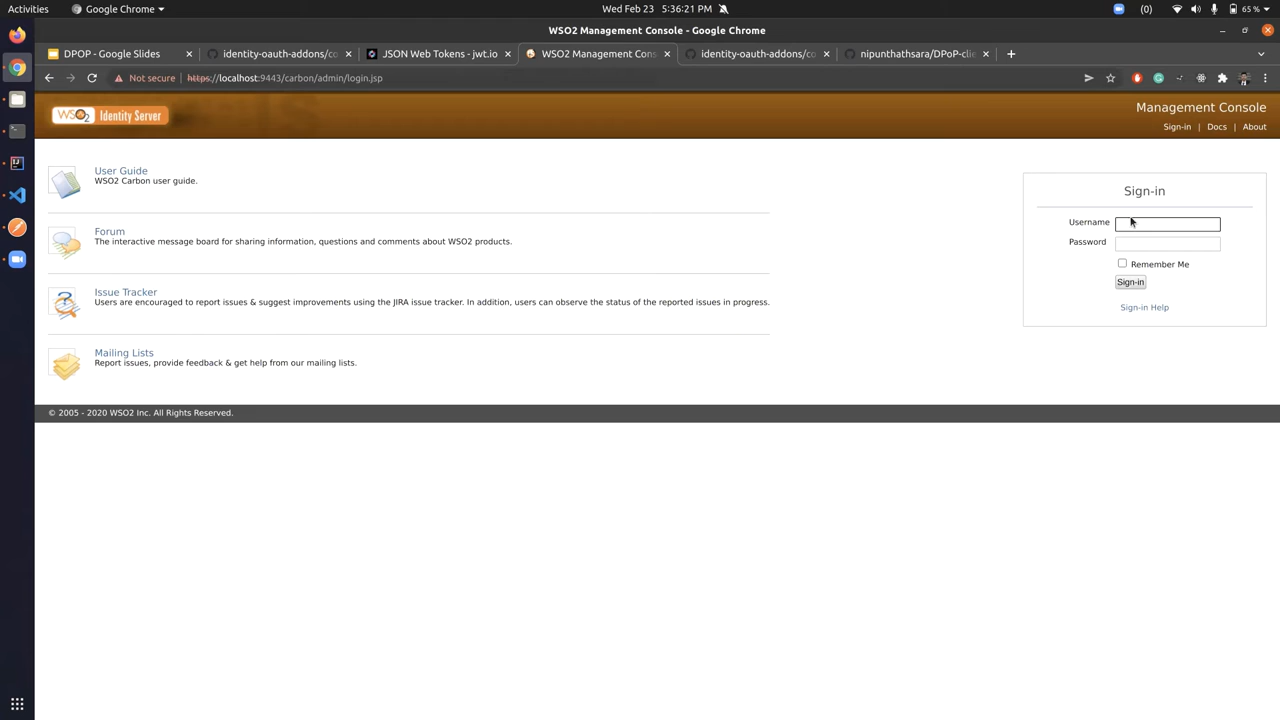 Activities
Google Chrome
Wed Feb 23 5:36:21 PM
(0)
65 %
WSO2 Management Console - Google Chrome
DPOP - Google Slides
identity-oauth-addons/co
JSON Web Tokens - jwt.io
WSO2 Management Cons
identity-oauth-addons/co
nipunthathsara/DPoP-clie
Not secure
https://localhost:9443/carbon/admin/login.jsp
WSO2 Identity Server
Management Console
Sign-in | Docs | About
User Guide
WSO2 Carbon user guide.
Forum
The interactive message board for sharing information, questions and comments about WSO2 products.
Issue Tracker
Users are encouraged to report issues & suggest improvements using the JIRA issue tracker. In addition, users can observe the status of the reported issues in progress.
Mailing Lists
Report issues, provide feedback & get help from our mailing lists.
Sign-in
Username
Password
Remember Me
Sign-in
Sign-in Help
© 2005 - 2020 WSO2 Inc. All Rights Reserved.